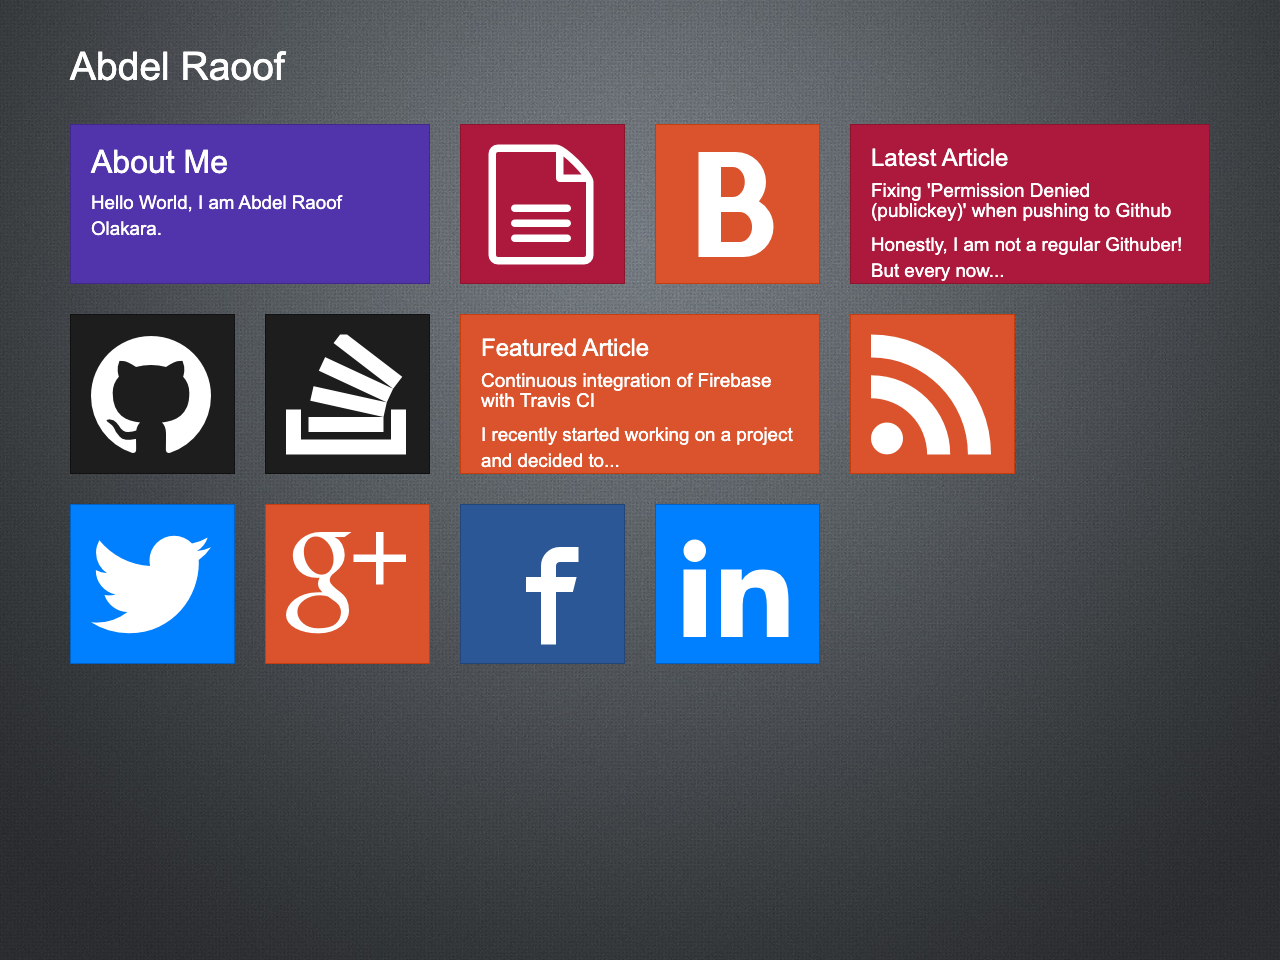 Abdel Raoof
About Me
Hello World, I am Abdel Raoof
Olakara.
B
Latest Article
Fixing 'Permission Denied
(publickey)' when pushing to Github
Honestly, I am not a regular Githuber!
But every now...
Featured Article
Continuous integration of Firebase
with Travis CI
I recently started working on a project
and decided to...
g+
f
in